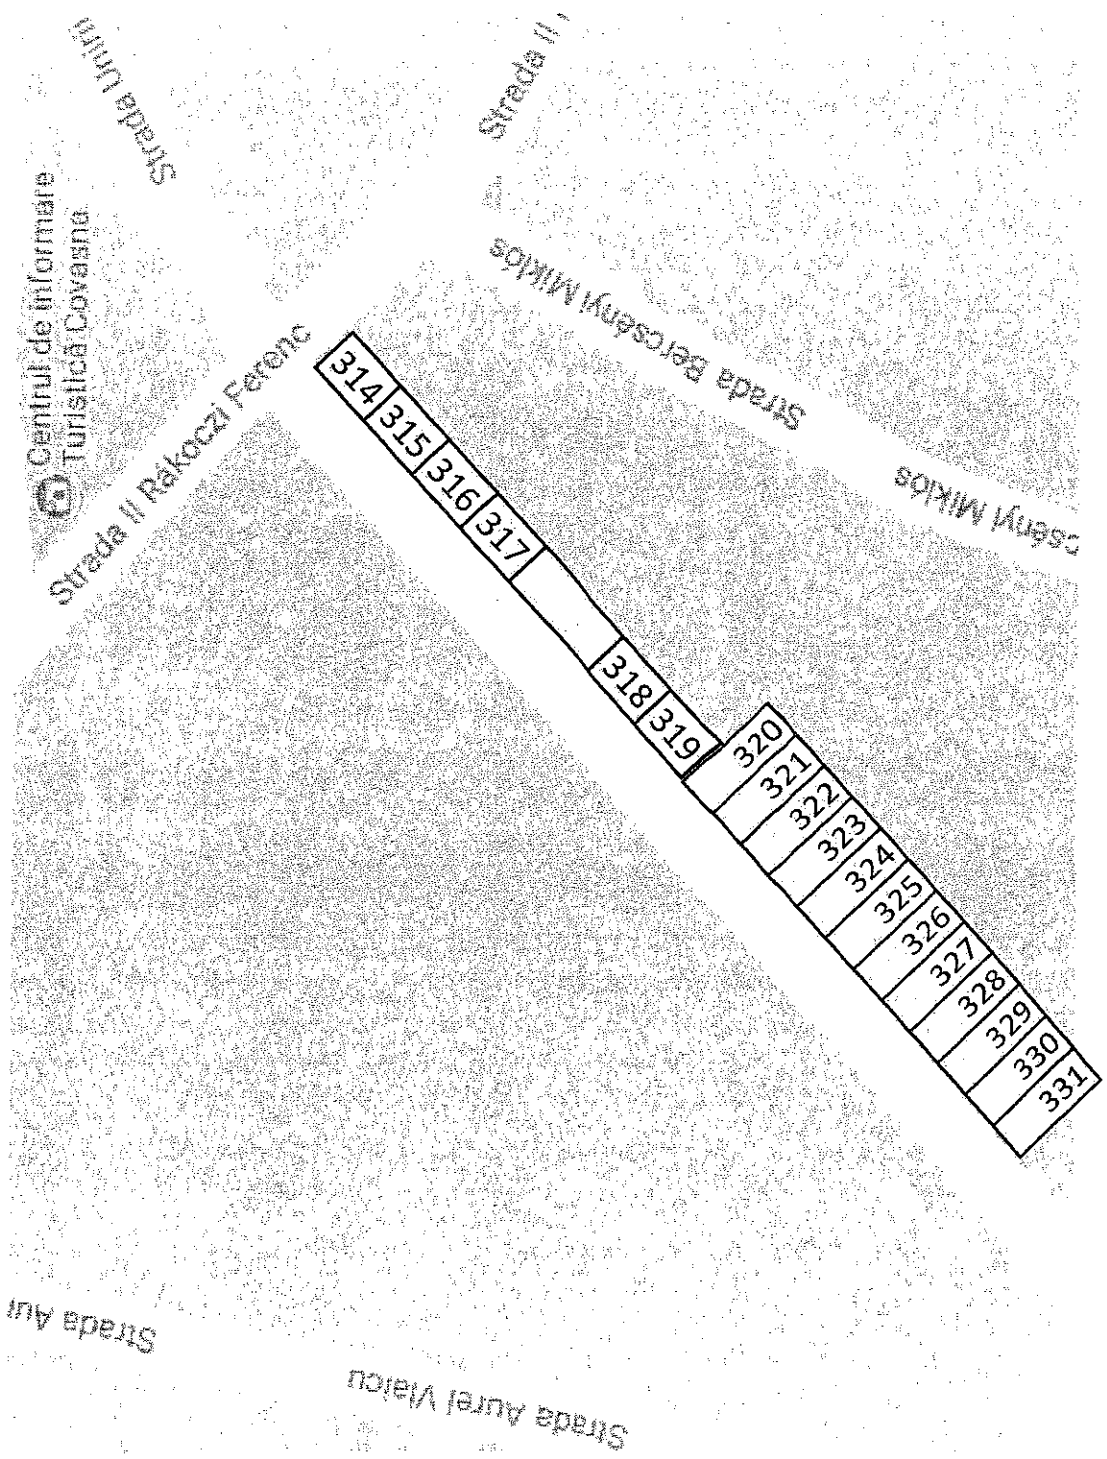 Strada Unirii
Strada II
Centrul de Informare
Turistică Covasna
Strada Bercsényi Miklós
Strada II Rákóczi Ferenc
csényi Miklós
314
315
316
317
318
319
320
321
322
323
324
325
326
327
328
329
330
331
Strada Aur
Strada Aurel Vlaicu